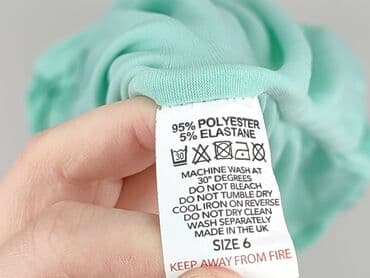 95% POLYESTER
5% ELASTANE
30
MACHINE WASH AT
30° DEGREES
DO NOT BLEACH
DO NOT TUMBLE DRY
COOL IRON ON REVERSE
DO NOT DRY CLEAN
WASH SEPARATELY
MADE IN THE UK
SIZE 6
KEEP AWAY FROM FIRE